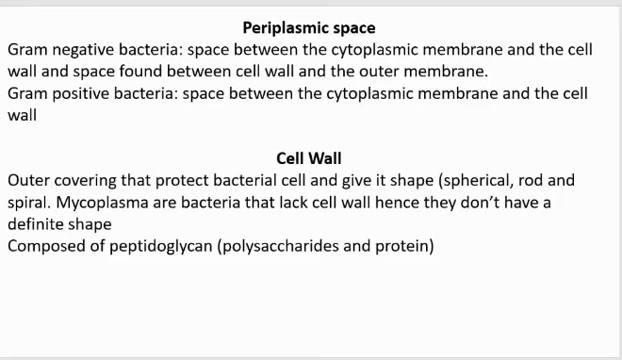 Periplasmic space
Gram negative bacteria: space between the cytoplasmic membrane and the cell
wall and space found between cell wall and the outer membrane.
Gram positive bacteria: space between the cytoplasmic membrane and the cell
wall
Cell Wall
Outer covering that protect bacterial cell and give it shape (spherical, rod and
spiral. Mycoplasma are bacteria that lack cell wall hence they don't have a
definite shape
Composed of peptidoglycan (polysaccharides and protein)